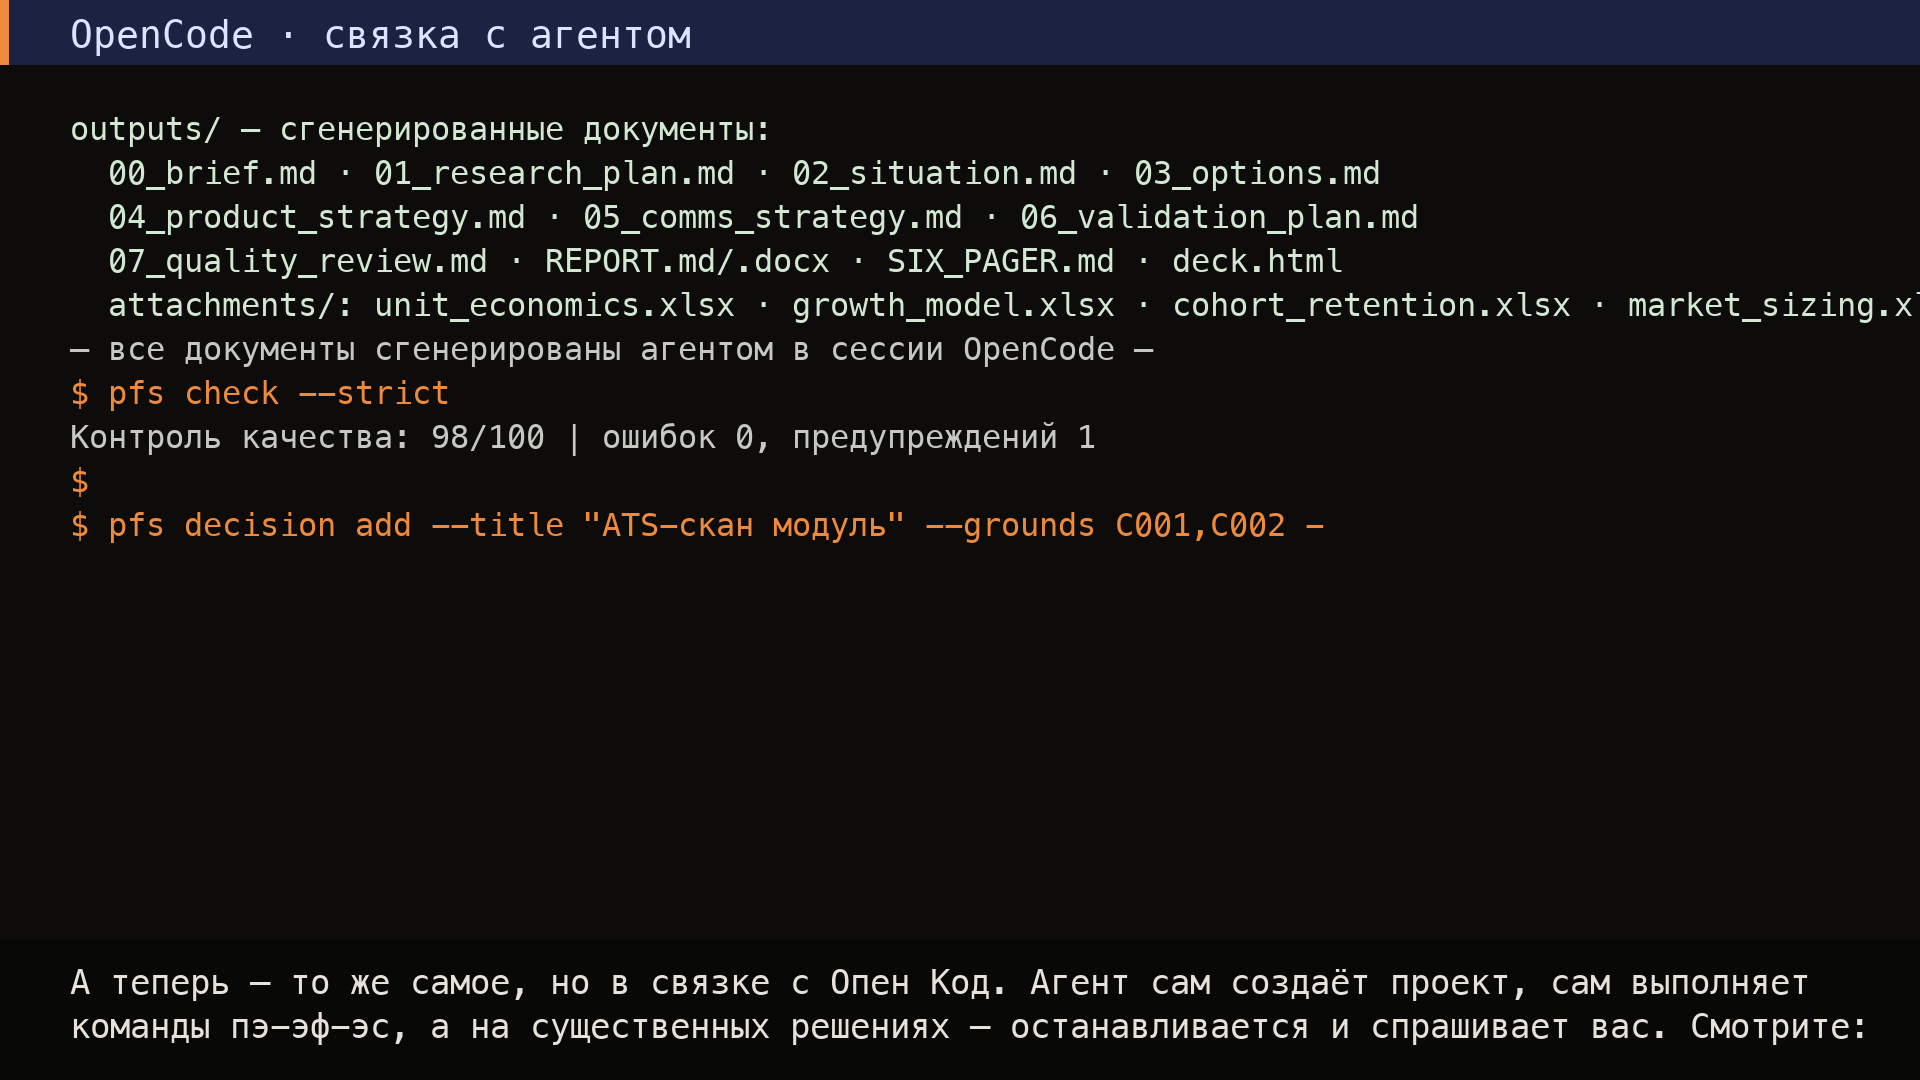 OpenCode · связка с агентом
outputs/ — сгенерированные документы:
00_brief.md · 01_research_plan.md · 02_situation.md · 03_options.md
04_product_strategy.md · 05_comms_strategy.md · 06_validation_plan.md
07_quality_review.md · REPORT.md/.docx · SIX_PAGER.md · deck.html
attachments/: unit_economics.xlsx · growth_model.xlsx · cohort_retention.xlsx · market_sizing.xl
— все документы сгенерированы агентом в сессии OpenCode —
$ pfs check --strict
Контроль качества: 98/100 | ошибок 0, предупреждений 1
$
$ pfs decision add --title "ATS-скан модуль" --grounds C001,C002 -
А теперь — то же самое, но в связке с Опен Код. Агент сам создаёт проект, сам выполняет
команды пэ-эф-эс, а на существенных решениях — останавливается и спрашивает вас. Смотрите: